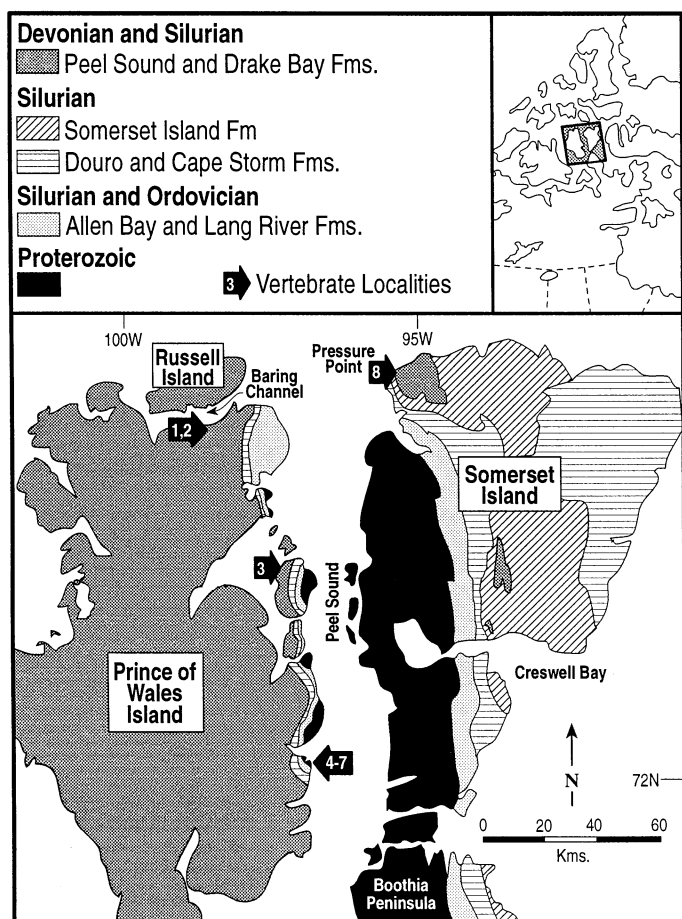 Devonian and Silurian
Peel Sound and Drake Bay Fms.
Silurian
Somerset Island Fm
Douro and Cape Storm Fms.
Silurian and Ordovician
Allen Bay and Lang River Fms.
Proterozoic
3 Vertebrate Localities
100W
95W
Russell
Island
Baring
Channel
Pressure
Point
8
1,2
Somerset
Island
3
Peel Sound
Prince of
Wales
Island
Creswell Bay
4-7
N
72N
0 20 40 60
Kms.
Boothia
Peninsula